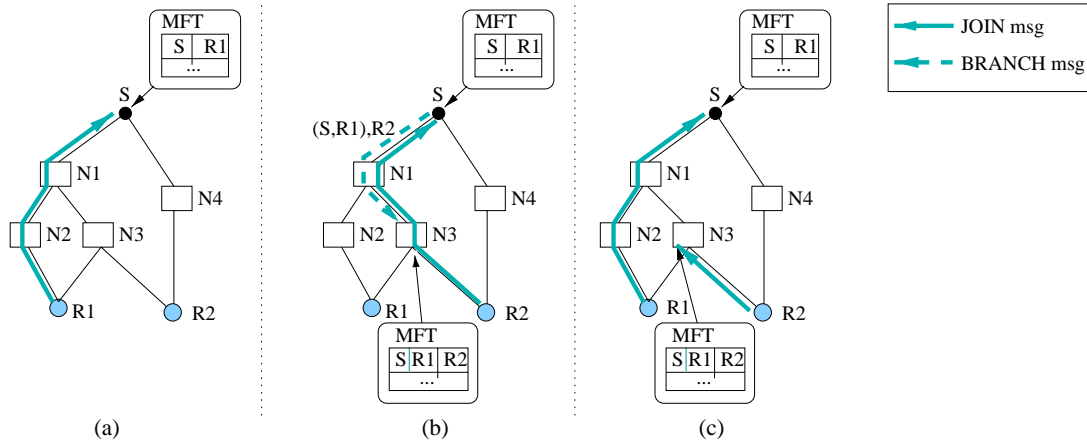 MFT
S R1
...
S
N1
N2
N3
N4
R1
R2
(a)
MFT
S R1
...
S
(S,R1),R2
N1
N2
N3
N4
R1
R2
MFT
S R1 R2
...
(b)
MFT
S R1
...
S
N1
N2
N3
N4
R1
R2
MFT
S R1 R2
...
(c)
JOIN msg
BRANCH msg